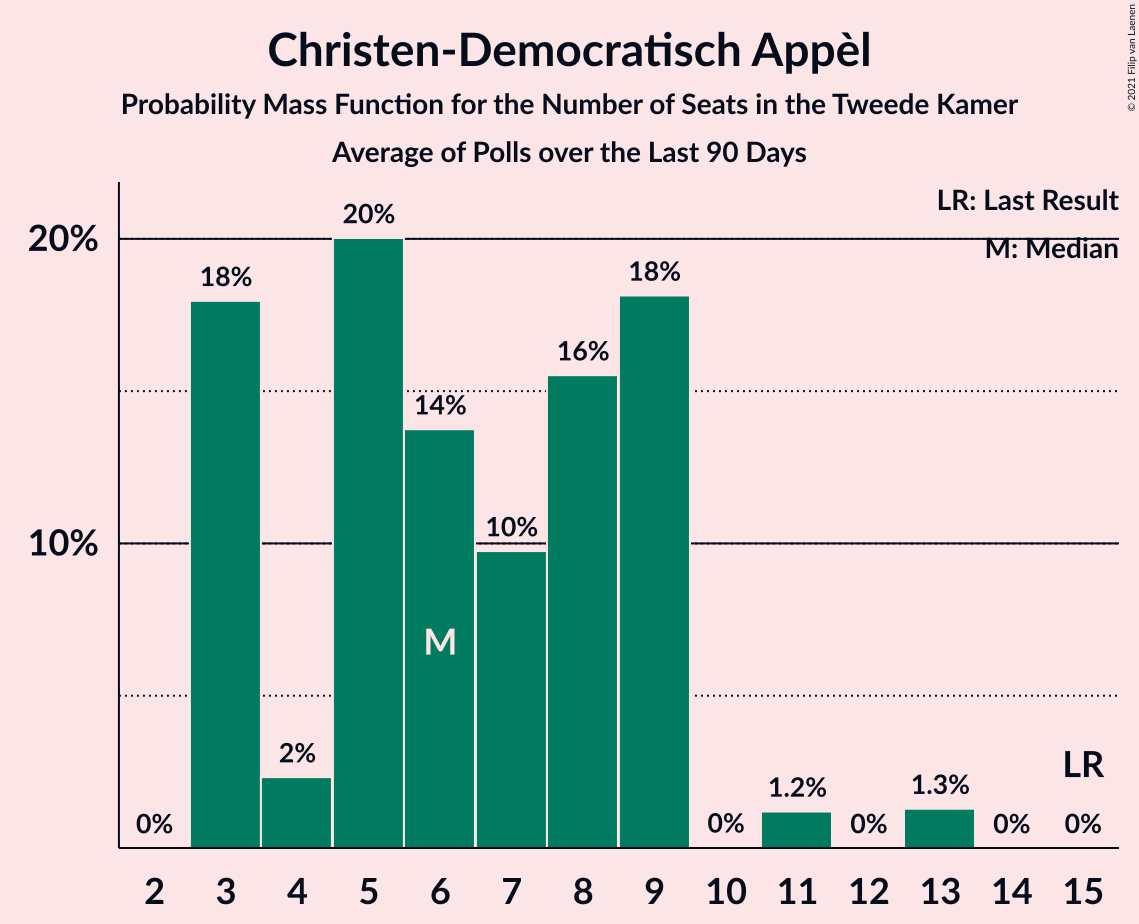 Christen-Democratisch Appèl
Probability Mass Function for the Number of Seats in the Tweede Kamer
Average of Polls over the Last 90 Days
© 2021 Filip van Laenen
LR: Last Result
M: Median
20%
10%
0%
18%
2%
20%
14%
10%
16%
18%
0%
1.2%
0%
1.3%
0%
0%
M
LR
2 3 4 5 6 7 8 9 10 11 12 13 14 15